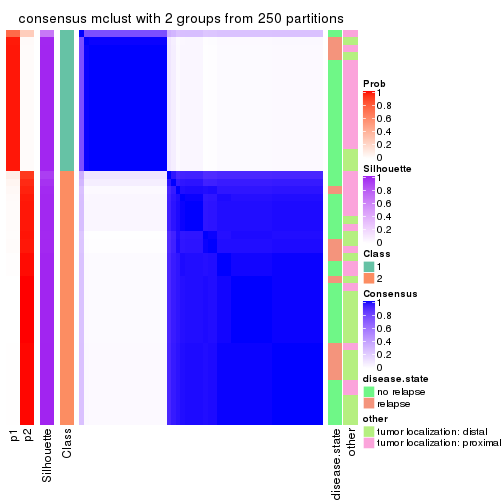 consensus mclust with 2 groups from 250 partitions
p1
p2
Silhouette
Class
disease.state
other
Prob
1
0.8
0.6
0.4
0.2
0
Silhouette
1
0.8
0.6
0.4
0.2
0
Class
1
2
Consensus
1
0.8
0.6
0.4
0.2
0
disease.state
no relapse
relapse
other
tumor localization: distal
tumor localization: proximal